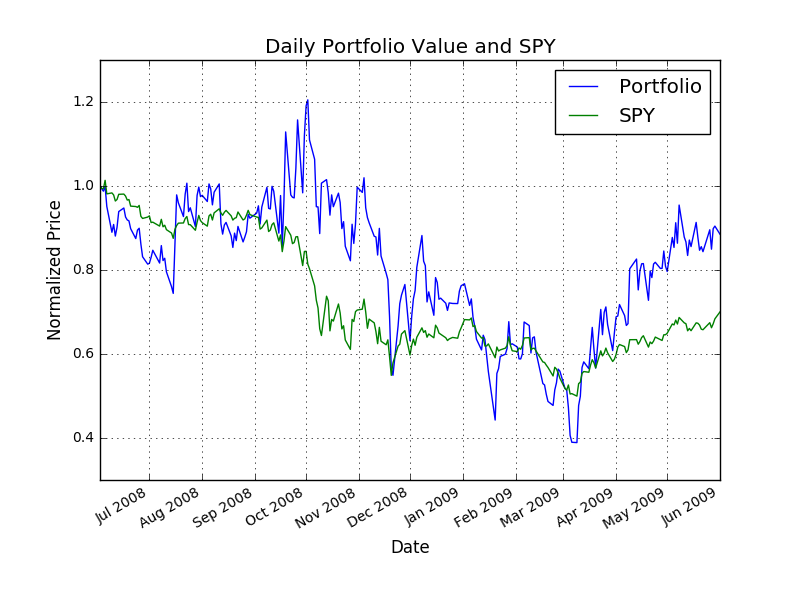 Daily Portfolio Value and SPY
Portfolio
SPY
1.2
1.0
0.8
0.6
0.4
Normalized Price
Jul 2008
Aug 2008
Sep 2008
Oct 2008
Nov 2008
Dec 2008
Jan 2009
Feb 2009
Mar 2009
Apr 2009
May 2009
Jun 2009
Date